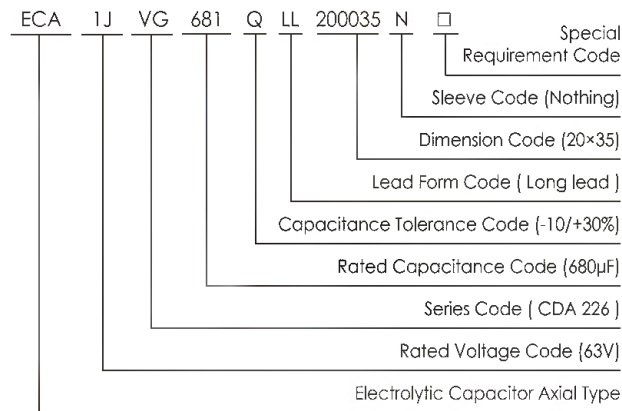 ECA 1J VG 681 Q LL 200035 N □
Special
Requirement Code
Sleeve Code (Nothing)
Dimension Code (20×35)
Lead Form Code ( Long lead )
Capacitance Tolerance Code (-10/+30%)
Rated Capacitance Code (680µF)
Series Code ( CDA 226 )
Rated Voltage Code (63V)
Electrolytic Capacitor Axial Type